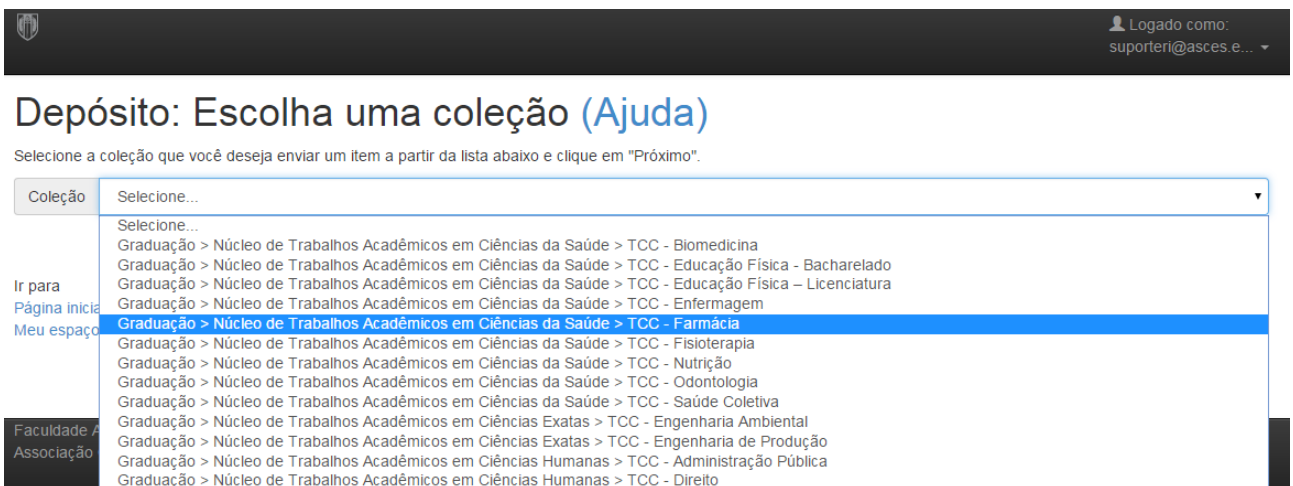 Logado como:
suporteri@asces.e...
Depósito: Escolha uma coleção (Ajuda)
Selecione a coleção que você deseja enviar um item a partir da lista abaixo e clique em "Próximo".
Coleção Selecione...
Selecione...
Graduação > Núcleo de Trabalhos Acadêmicos em Ciências da Saúde > TCC - Biomedicina
Graduação > Núcleo de Trabalhos Acadêmicos em Ciências da Saúde > TCC - Educação Física - Bacharelado
Graduação > Núcleo de Trabalhos Acadêmicos em Ciências da Saúde > TCC - Educação Física – Licenciatura
Graduação > Núcleo de Trabalhos Acadêmicos em Ciências da Saúde > TCC - Enfermagem
Graduação > Núcleo de Trabalhos Acadêmicos em Ciências da Saúde > TCC - Farmácia
Graduação > Núcleo de Trabalhos Acadêmicos em Ciências da Saúde > TCC - Fisioterapia
Graduação > Núcleo de Trabalhos Acadêmicos em Ciências da Saúde > TCC - Nutrição
Graduação > Núcleo de Trabalhos Acadêmicos em Ciências da Saúde > TCC - Odontologia
Graduação > Núcleo de Trabalhos Acadêmicos em Ciências da Saúde > TCC - Saúde Coletiva
Graduação > Núcleo de Trabalhos Acadêmicos em Ciências Exatas > TCC - Engenharia Ambiental
Graduação > Núcleo de Trabalhos Acadêmicos em Ciências Exatas > TCC - Engenharia de Produção
Graduação > Núcleo de Trabalhos Acadêmicos em Ciências Humanas > TCC - Administração Pública
Graduação > Núcleo de Trabalhos Acadêmicos em Ciências Humanas > TCC - Direito
Ir para
Página inicia
Meu espaço
Faculdade A
Associação